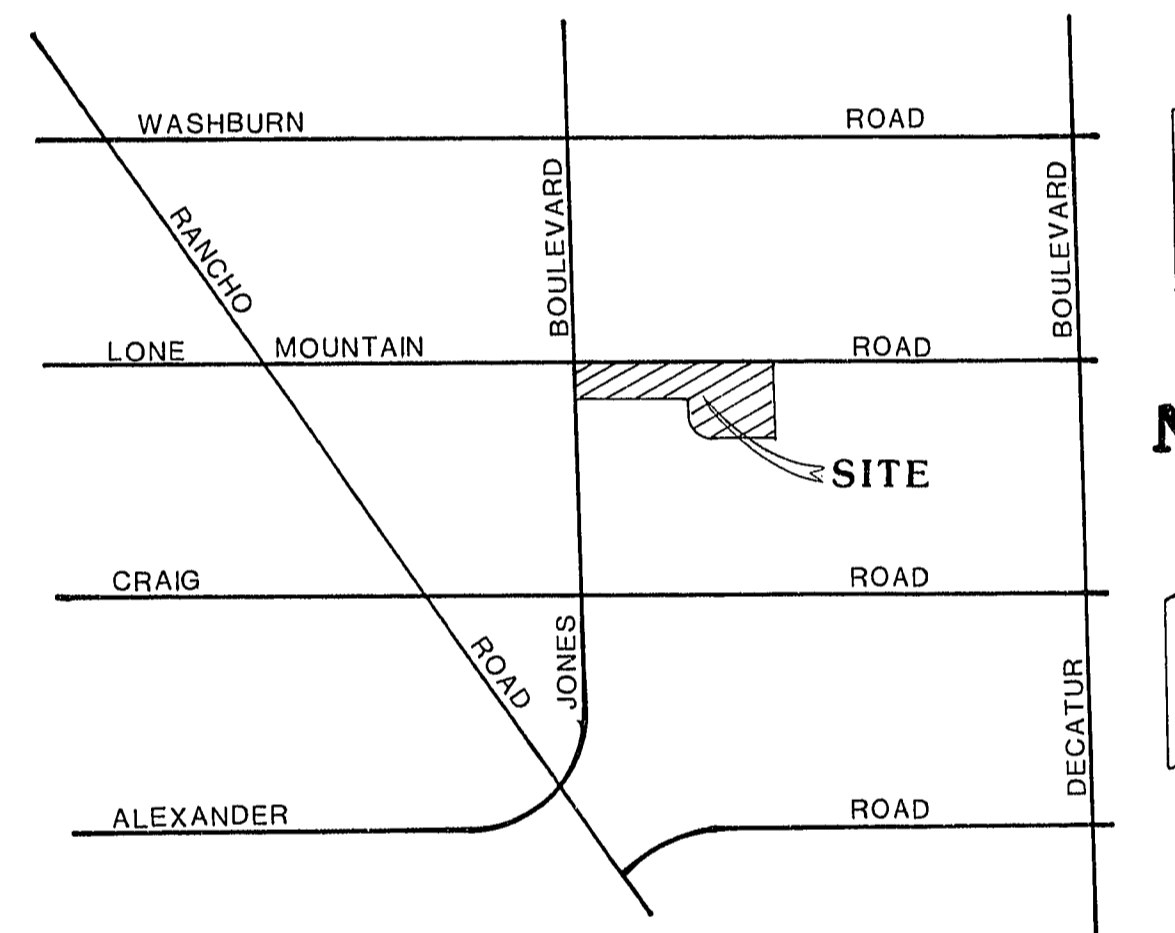 WASHBURN ROAD
RANCHO
BOULEVARD
BOULEVARD
LONE MOUNTAIN ROAD
SITE
CRAIG ROAD
ROAD
JONES
DECATUR
ALEXANDER ROAD